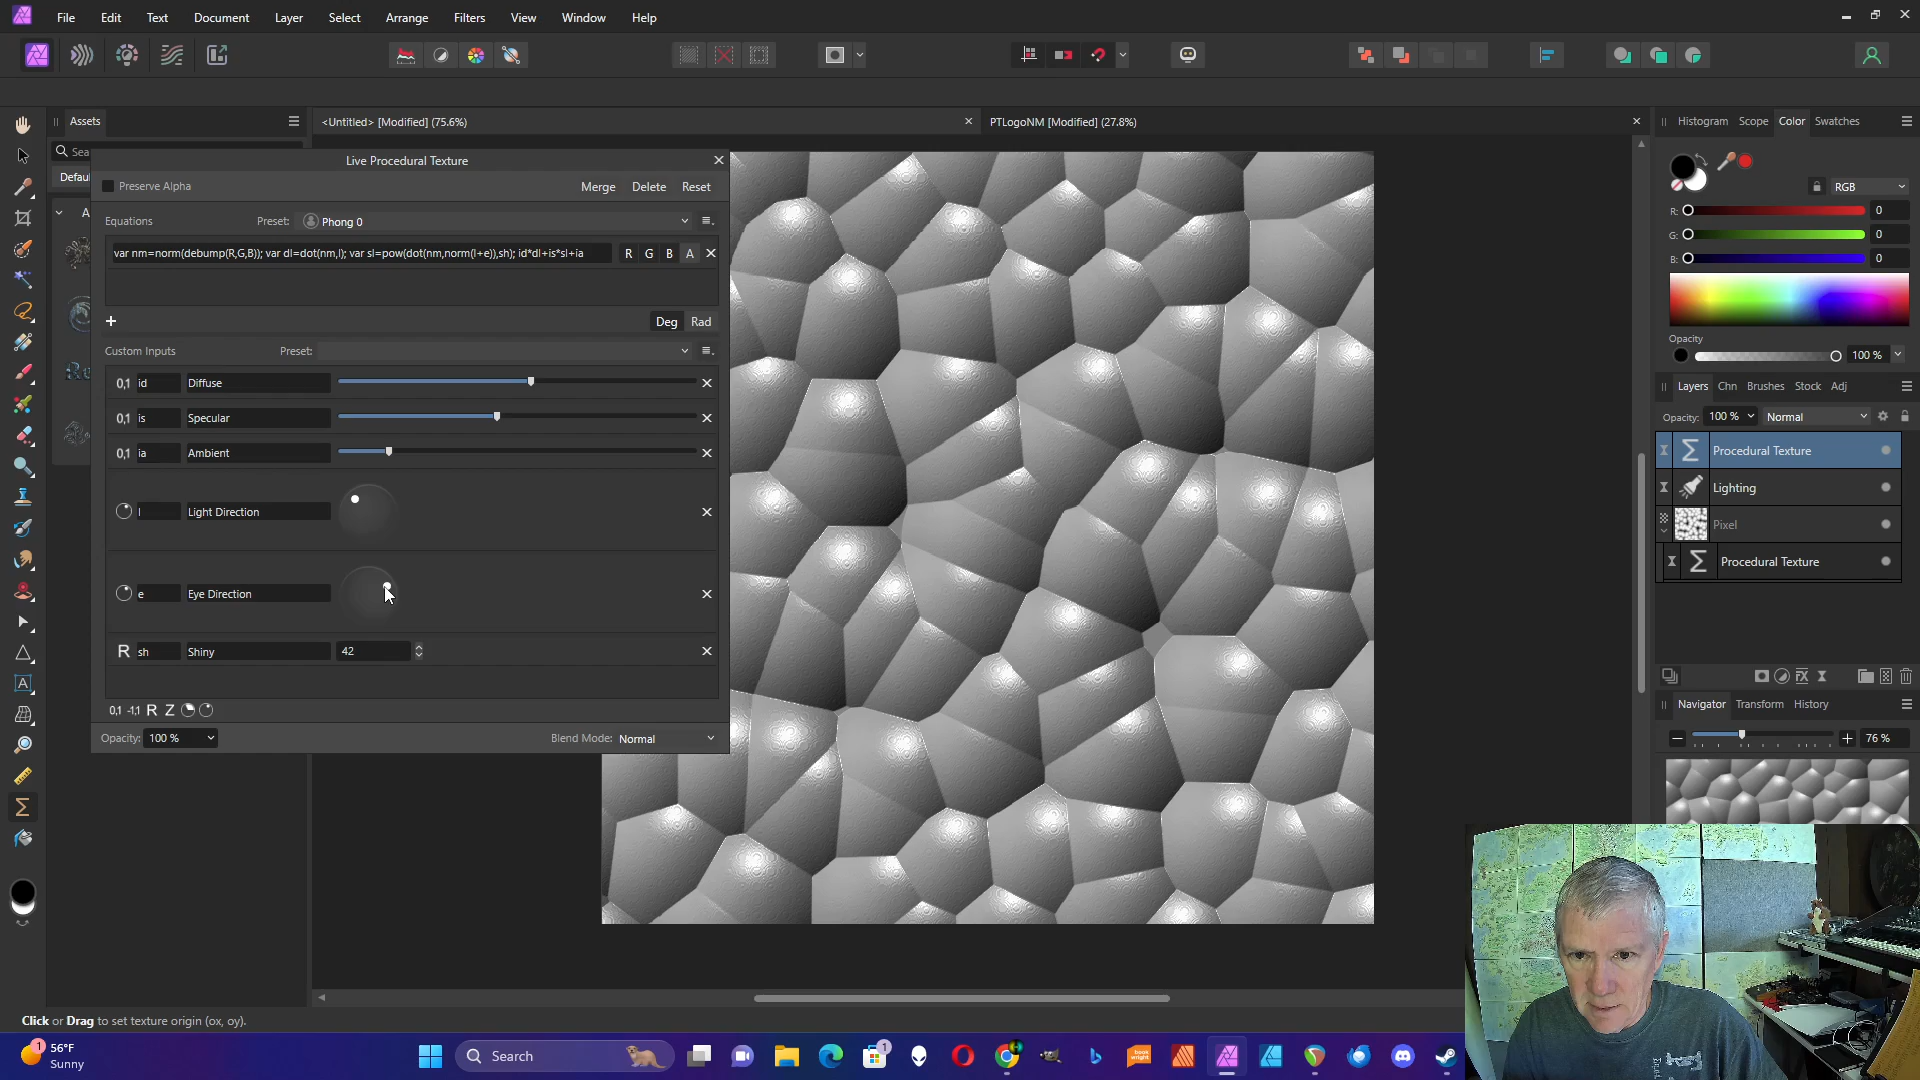 File Edit Text Document Layer Select Arrange Filters View Window Help
Assets
<Untitled> [Modified] (75.6%)
PTLogoNM [Modified] (27.8%)
Histogram Scope Color Swatches
Sea
Live Procedural Texture
Defau
Preserve Alpha
Merge Delete Reset
RGB
A
Equations
Preset: Phong 0
R: 0
G: 0
B: 0
var nm=norm(debump(R,G,B)); var dl=dot(nm,l); var sl=pow(dot(nm,norm(l+e)),sh); id*dl+is*sl+ia
R G B A
Deg Rad
Opacity
100 %
Custom Inputs
Preset:
0,1 id Diffuse
0,1 is Specular
0,1 ia Ambient
l Light Direction
e Eye Direction
R sh Shiny 42
0,1 -1,1 R Z
Opacity: 100 %
Blend Mode: Normal
Layers Chn Brushes Stock Adj
Opacity: 100 % Normal
Procedural Texture
Lighting
Pixel
Procedural Texture
Navigator Transform History
76 %
Click or Drag to set texture origin (ox, oy).
1
56°F
Sunny
Search
1
book wright